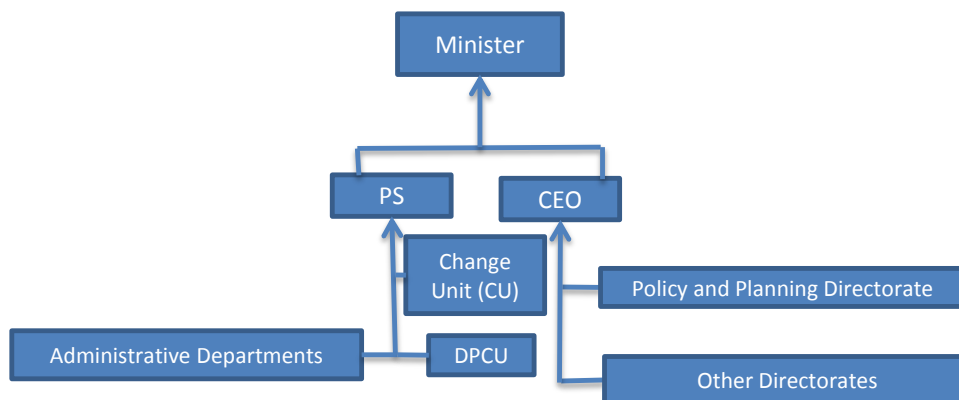 Minister
PS
CEO
Change
Unit (CU)
Policy and Planning Directorate
Administrative Departments
DPCU
Other Directorates